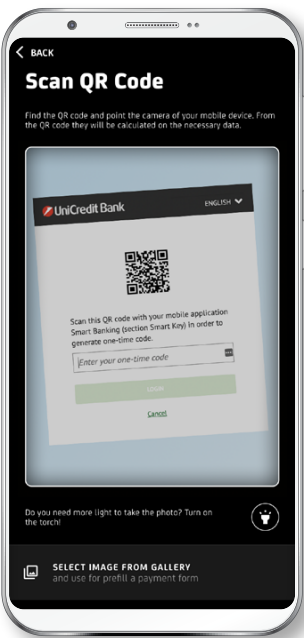 BACK
Scan QR Code
Find the QR code and point the camera of your mobile device. From
the QR code they will be calculated on the necessary data.
UniCredit Bank
ENGLISH
Scan this QR code with your mobile application
Smart Banking (section Smart Key) in order to
generate one-time code.
Enter your one-time code
LOGIN
Cancel
Do you need more light to take the photo? Turn on
the torch!
SELECT IMAGE FROM GALLERY
and use for prefill a payment form